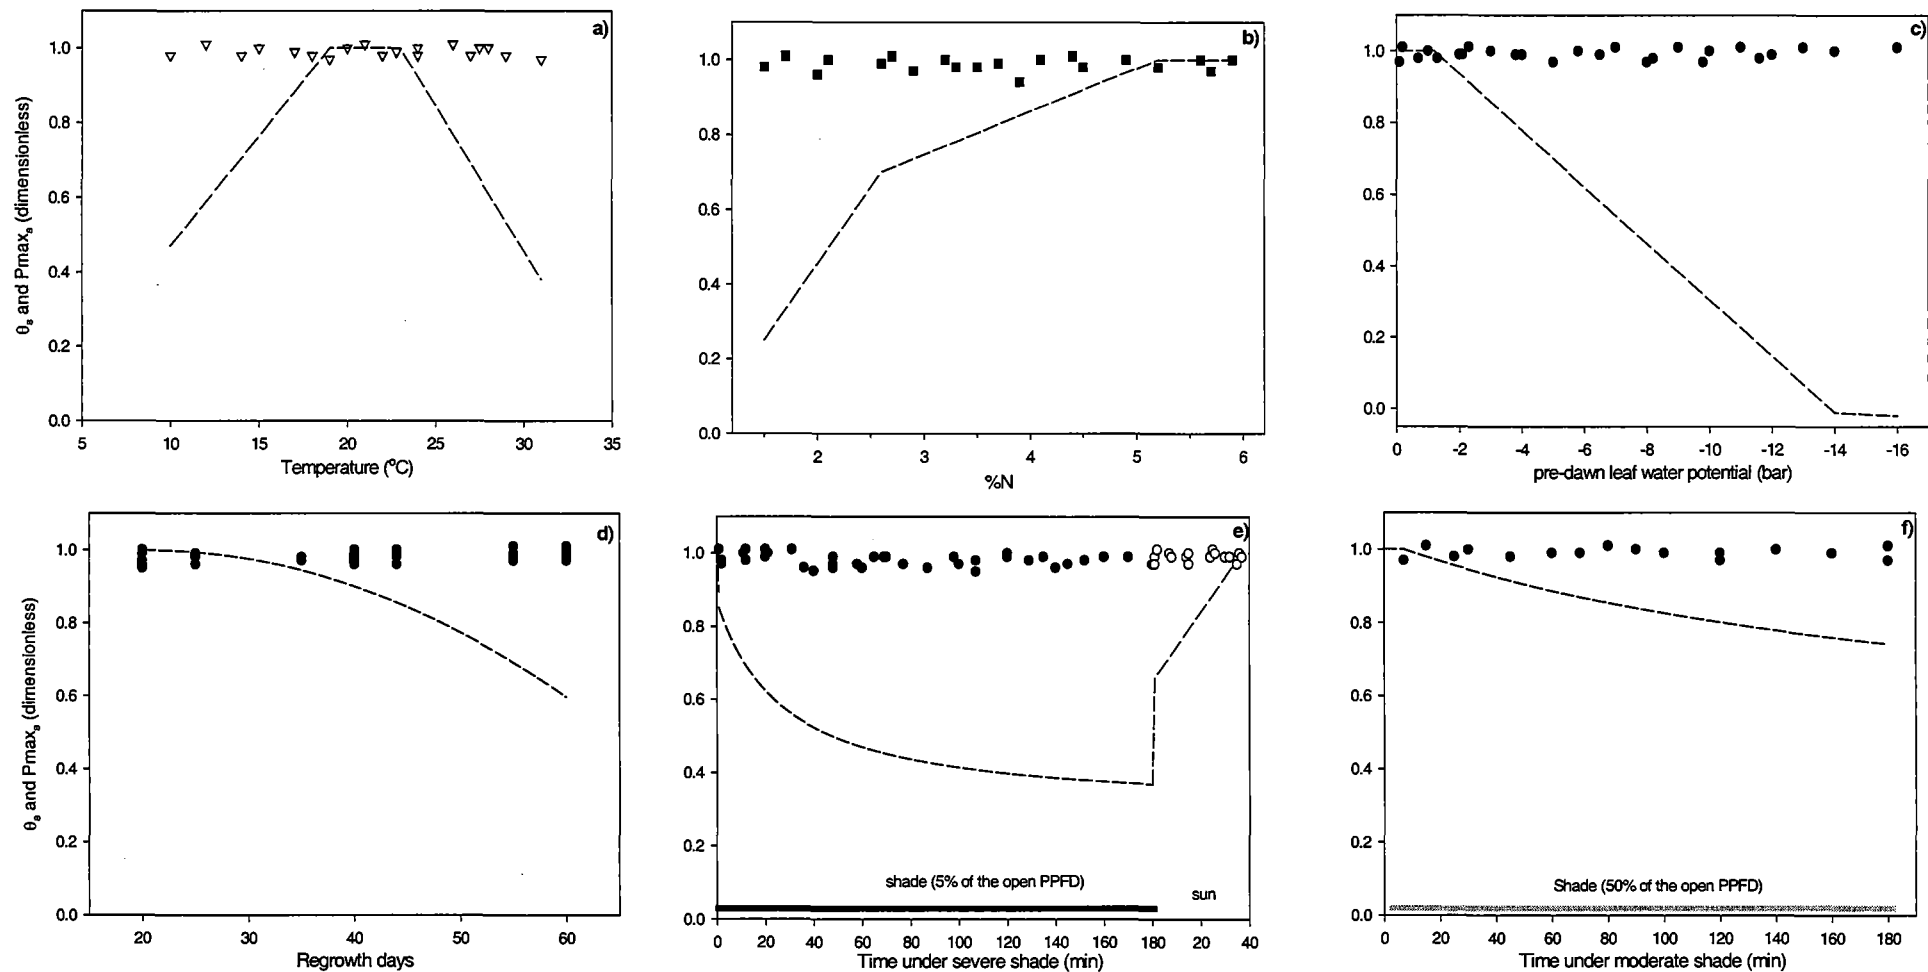 a)
θs and Pmaxs (dimensionless)
1.0
0.8
0.6
0.4
0.2
0.0
5 10 15 20 25 30 35
Temperature (°C)
b)
1.0
0.8
0.6
0.4
0.2
0.0
2 3 4 5 6
%N
c)
1.0
0.8
0.6
0.4
0.2
0.0
0 -2 -4 -6 -8 -10 -12 -14 -16
pre-dawn leaf water potential (bar)
d)
θs and Pmaxs (dimensionless)
1.0
0.8
0.6
0.4
0.2
0.0
20 30 40 50 60
Regrowth days
e)
1.0
0.8
0.6
0.4
0.2
0.0
shade (5% of the open PPFD)
sun
0 20 40 60 80 100 120 140 160 180 20 40
Time under severe shade (min)
f)
1.0
0.8
0.6
0.4
0.2
0.0
Shade (50% of the open PPFD)
0 20 40 60 80 100 120 140 160 180
Time under moderate shade (min)